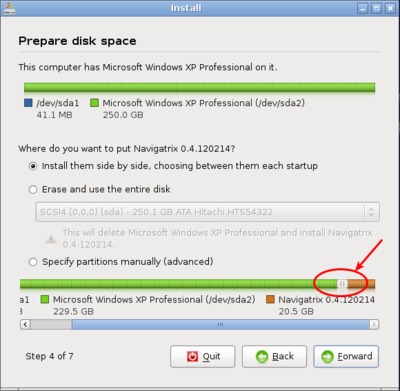 Install
Prepare disk space
This computer has Microsoft Windows XP Professional on it.
/dev/sda1 Microsoft Windows XP Professional (/dev/sda2)
41.1 MB 250.0 GB
Where do you want to put Navigatrix 0.4.120214?
Install them side by side, choosing between them each startup
Erase and use the entire disk
SCSI4 (0,0,0) (sda) - 250.1 GB ATA Hitachi HTS54322
This will delete Microsoft Windows XP Professional and install Navigatrix
0.4.120214.
Specify partitions manually (advanced)
a1 Microsoft Windows XP Professional (/dev/sda2) Navigatrix 0.4.120214
229.5 GB 20.5 GB
Step 4 of 7 Quit Back Forward